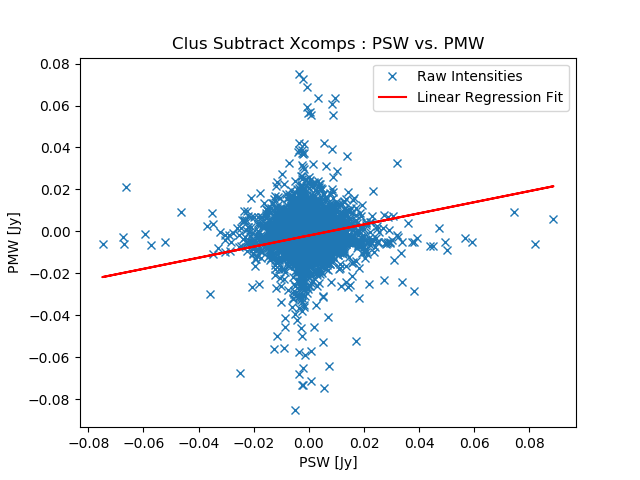 Clus Subtract Xcomps : PSW vs. PMW
Raw Intensities
Linear Regression Fit
0.08
0.06
0.04
0.02
0.00
−0.02
−0.04
−0.06
−0.08
PMW [Jy]
−0.08 −0.06 −0.04 −0.02 0.00 0.02 0.04 0.06 0.08
PSW [Jy]